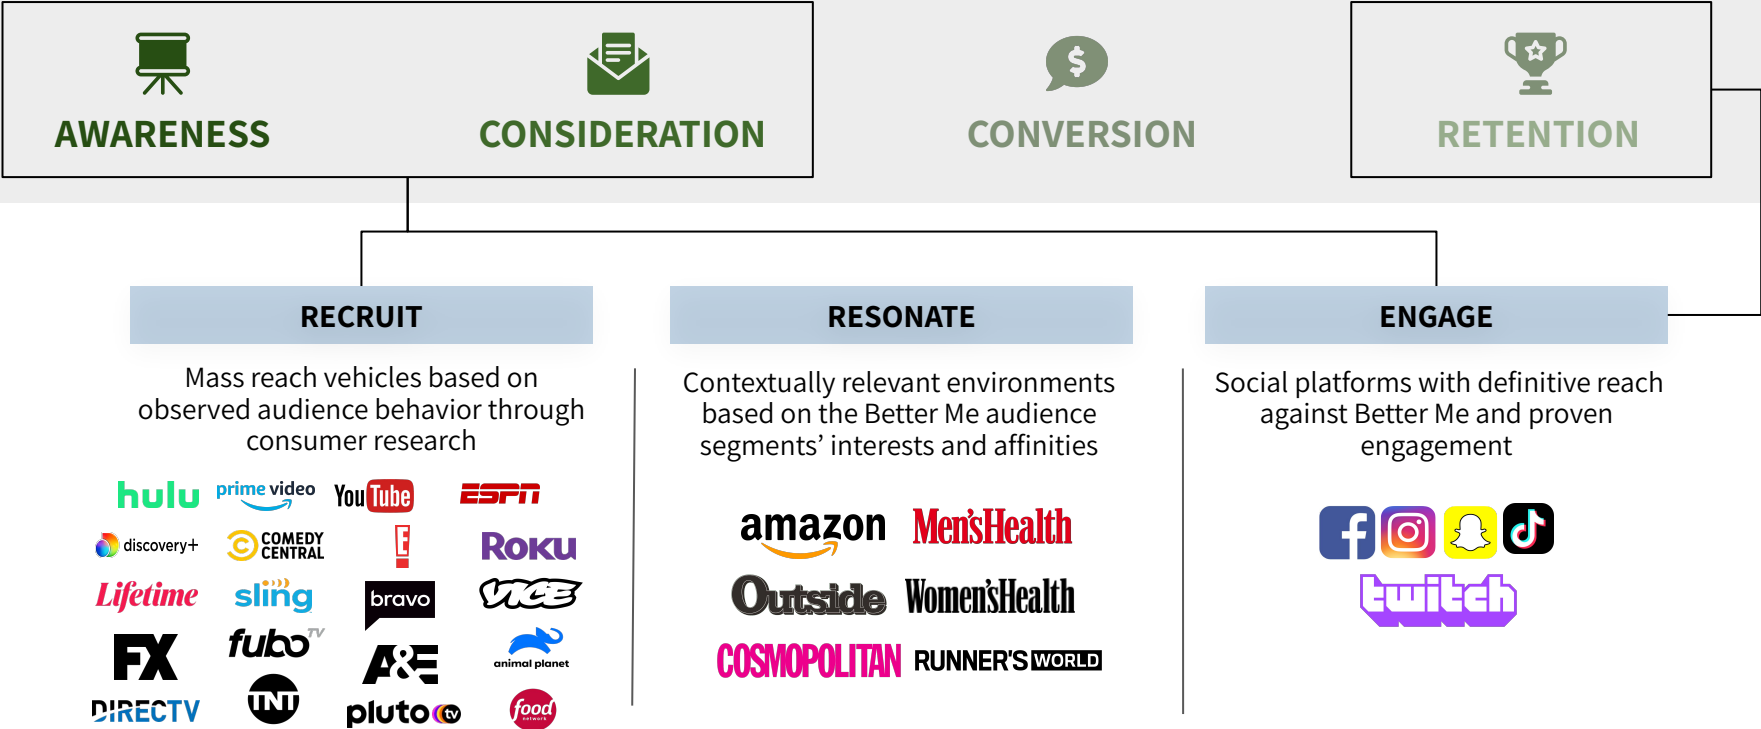 AWARENESS
CONSIDERATION
CONVERSION
RETENTION
RECRUIT
Mass reach vehicles based on
observed audience behavior through
consumer research
hulu
prime video
YouTube
ESPN
discovery+
COMEDY
CENTRAL
E!
ROKU
Lifetime
sling
bravo
VICE
FX
fuboTV
A&E
animal planet
DIRECTV
TNT
pluto tv
food
network
RESONATE
Contextually relevant environments
based on the Better Me audience
segments’ interests and affinities
amazon
Men'sHealth
Outside
Women'sHealth
COSMOPOLITAN
RUNNER'S WORLD
ENGAGE
Social platforms with definitive reach
against Better Me and proven
engagement
twitch